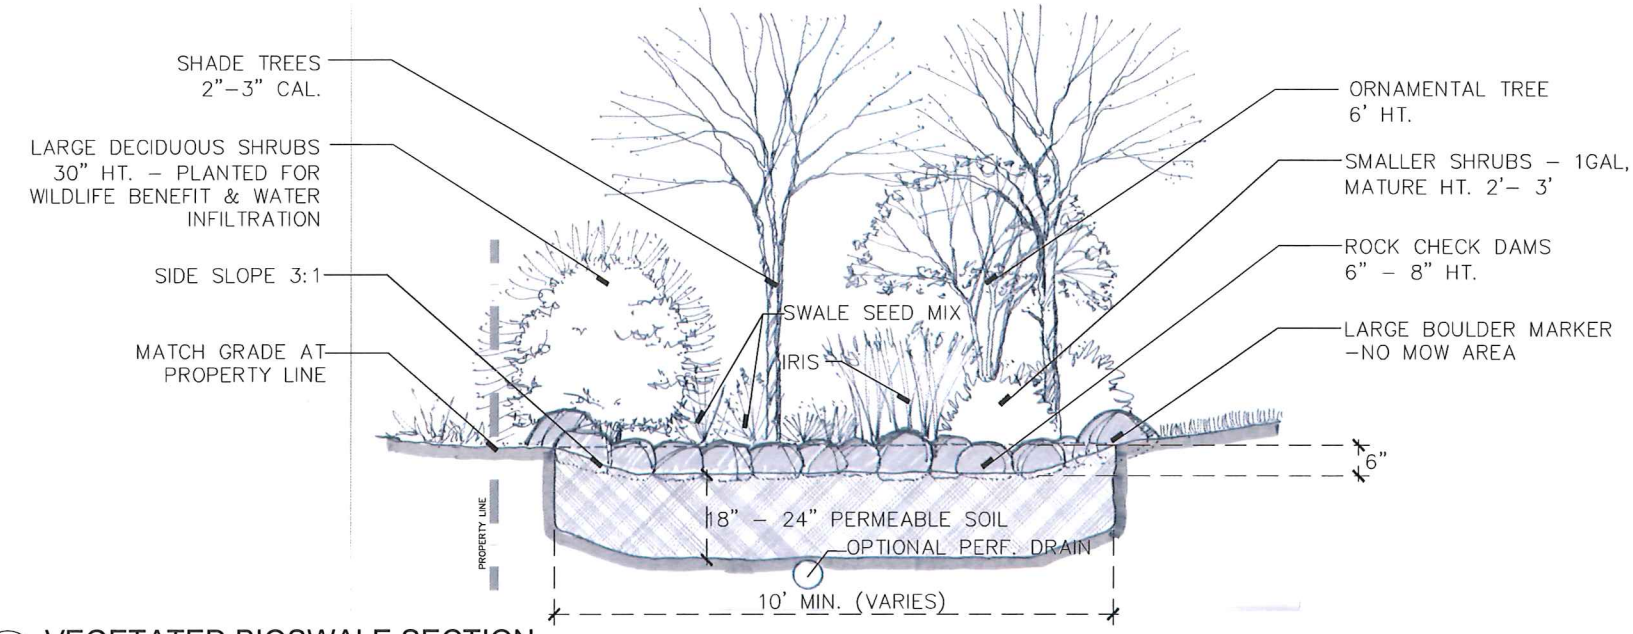 SHADE TREES
2"-3" CAL.
LARGE DECIDUOUS SHRUBS
30" HT. - PLANTED FOR
WILDLIFE BENEFIT & WATER
INFILTRATION
SIDE SLOPE 3:1
MATCH GRADE AT
PROPERTY LINE
PROPERTY LINE
SWALE SEED MIX
IRIS
ORNAMENTAL TREE
6' HT.
SMALLER SHRUBS - 1GAL,
MATURE HT. 2'- 3'
ROCK CHECK DAMS
6" - 8" HT.
LARGE BOULDER MARKER
-NO MOW AREA
6"
18" - 24" PERMEABLE SOIL
OPTIONAL PERF. DRAIN
10' MIN. (VARIES)
VEGETATED BIOSWALE SECTION